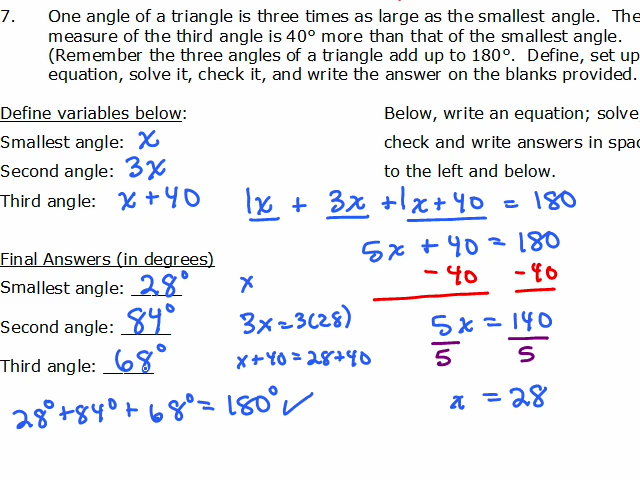 7. One angle of a triangle is three times as large as the smallest angle. The
measure of the third angle is 40° more than that of the smallest angle.
(Remember the three angles of a triangle add up to 180°. Define, set up
equation, solve it, check it, and write the answer on the blanks provided.
Define variables below:
Smallest angle: x
Second angle: 3x
Third angle: x + 40
Below, write an equation; solve
check and write answers in spac
to the left and below.
1x + 3x + 1x + 40 = 180
5x + 40 = 180
- 40 - 40
5x = 140
5 5
x = 28
Final Answers (in degrees)
Smallest angle: 28° x
Second angle: 84° 3x = 3(28)
Third angle: 68° x + 40 = 28 + 40
28° + 84° + 68° = 180° ✓